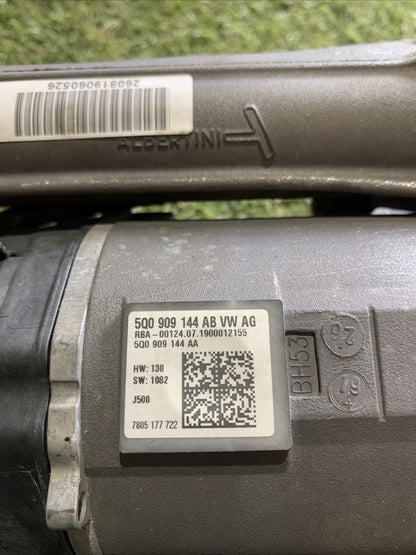 260819060526
ALBERTINI
5Q0 909 144 AB VW AG
RBA-00124.07.1900012155
5Q0 909 144 AA
HW: 130
SW: 1082
J500
7805 177 722
BH53